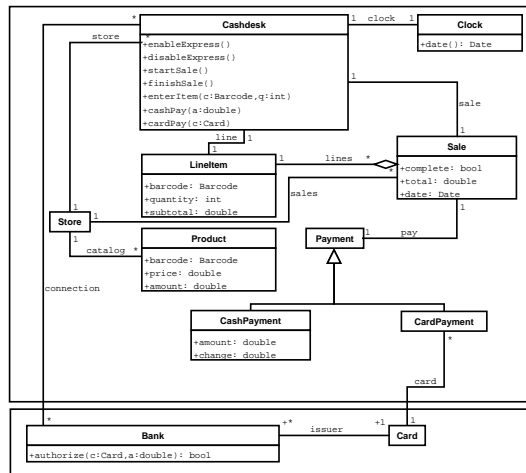 * Cashdesk 1 clock 1 Clock
store * +enableExpress() +date(): Date
+disableExpress()
+startSale()
+finishSale() 1
+enterItem(c:Barcode,q:int)
+cashPay(a:double) sale
+cardPay(c:Card)
line 1
1 1
LineItem 1 lines * Sale
+barcode: Barcode * +complete: bool
+quantity: int sales +total: double
1 +subtotal: double +date: Date
Store 1 1
1 Product Payment 1 pay
catalog * +barcode: Barcode
+price: double
connection +amount: double
CashPayment CardPayment
+amount: double *
+change: double
card
* +* +1 1
Bank issuer Card
+authorize(c:Card,a:double): bool